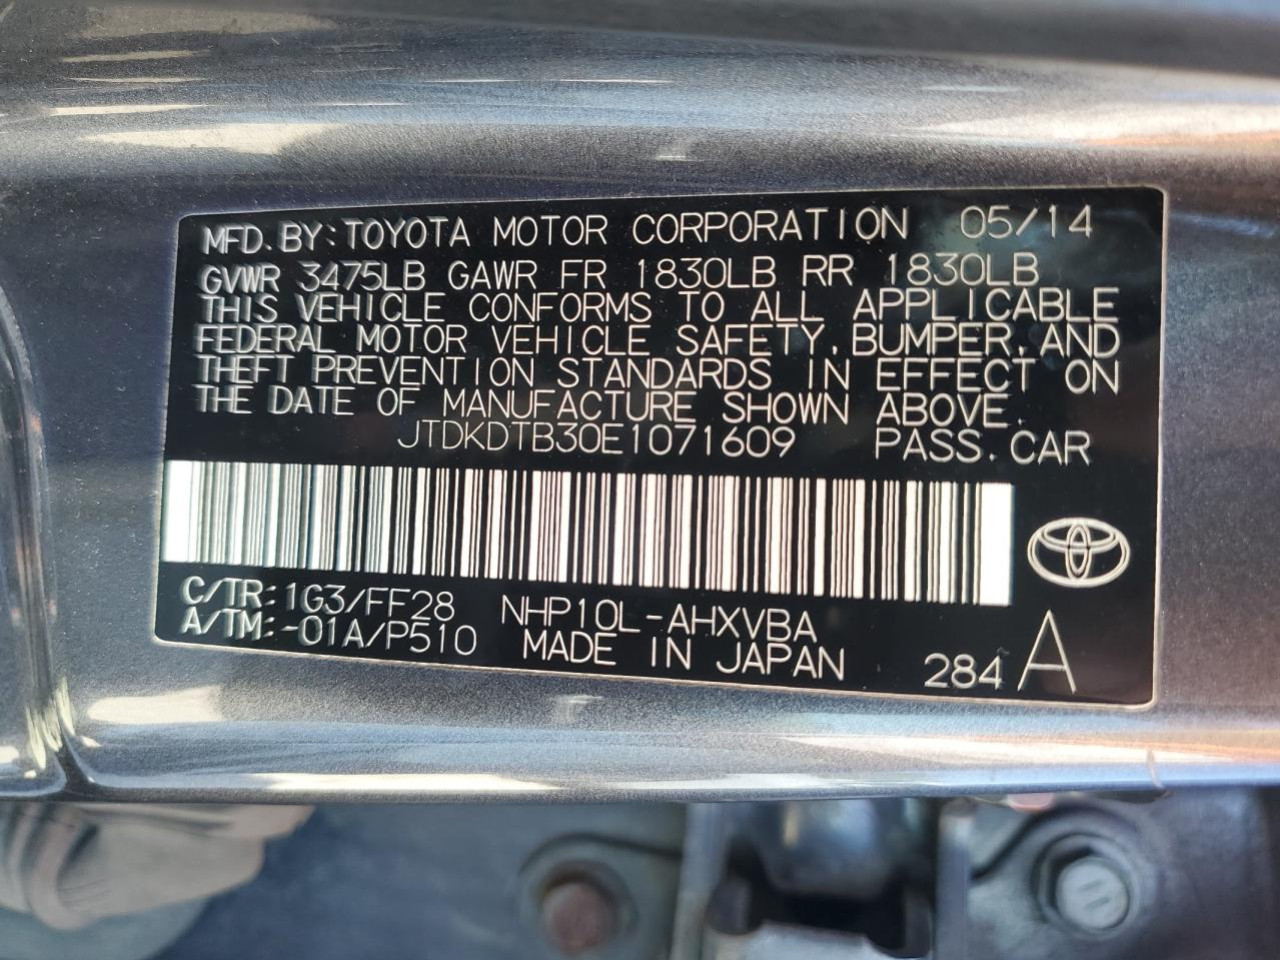 MFD. BY: TOYOTA MOTOR CORPORATION 05/14
GVWR 3475LB GAWR FR 1830LB RR 1830LB
THIS VEHICLE CONFORMS TO ALL APPLICABLE
FEDERAL MOTOR VEHICLE SAFETY, BUMPER, AND
THEFT PREVENTION STANDARDS IN EFFECT ON
THE DATE OF MANUFACTURE SHOWN ABOVE.
JTDKDTB30E1071609 PASS. CAR
C/TR: 1G3/FF28 NHP10L-AHXVBA
A/TM: -01A/P510 MADE IN JAPAN 284 A